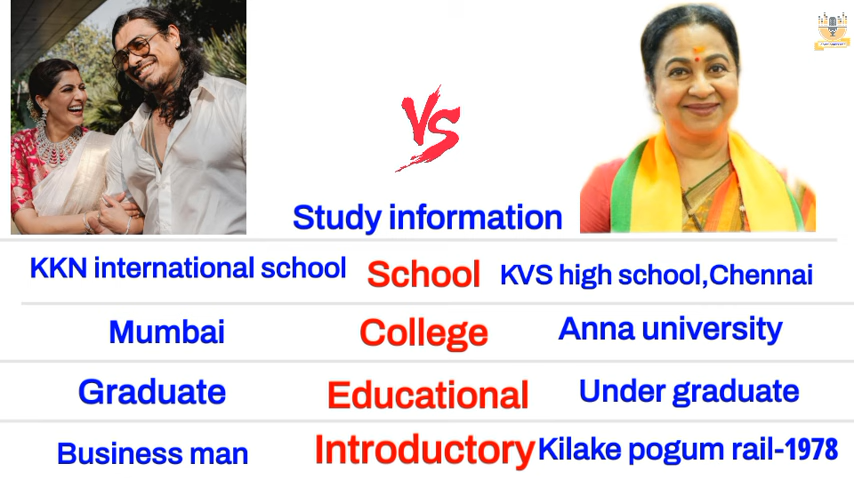 VS
Study information
KKN international school School KVS high school,Chennai
Mumbai College Anna university
Graduate Educational Under graduate
Business man Introductory Kilake pogum rail-1978